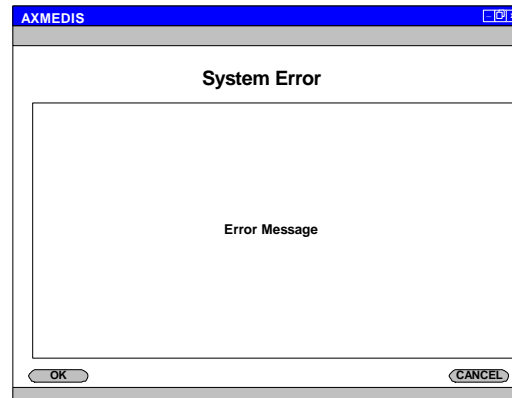 AXMEDIS
System Error
Error Message
OK
CANCEL